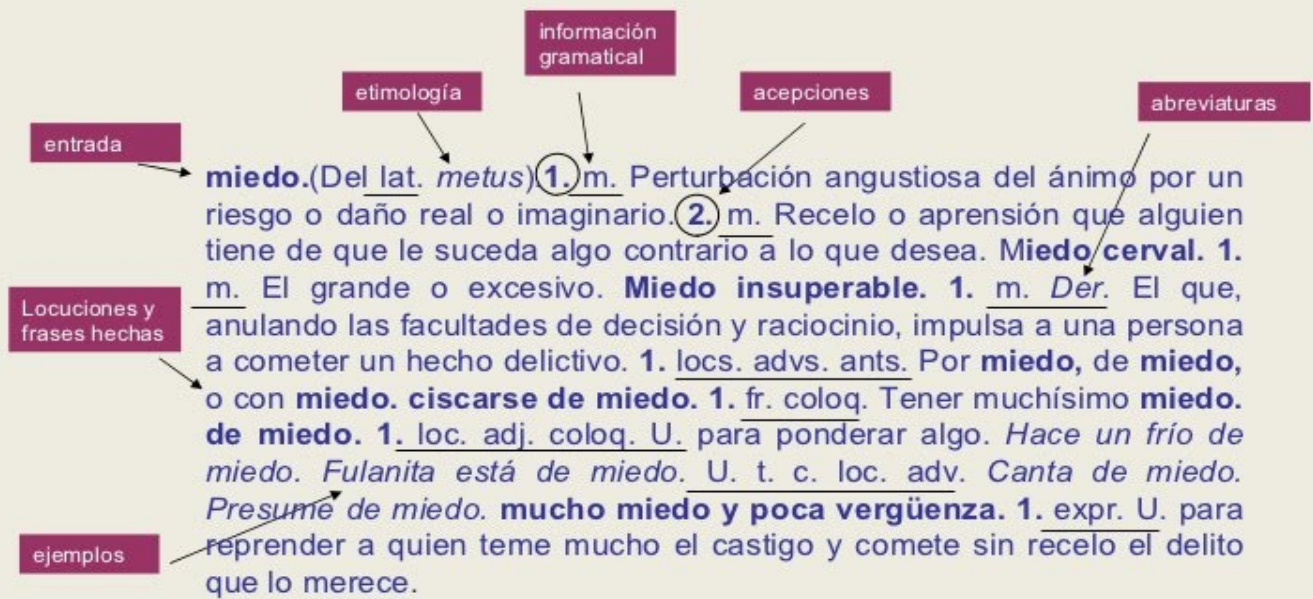 información
gramatical
etimología
acepciones
abreviaturas
entrada
miedo.(Del lat. metus) 1. m. Perturbación angustiosa del ánimo por un
riesgo o daño real o imaginario. 2. m. Recelo o aprensión que alguien
tiene de que le suceda algo contrario a lo que desea. Miedo cerval. 1.
m. El grande o excesivo. Miedo insuperable. 1. m. Der. El que,
Locuciones y
frases hechas
anulando las facultades de decisión y raciocinio, impulsa a una persona
a cometer un hecho delictivo. 1. locs. advs. ants. Por miedo, de miedo,
o con miedo. ciscarse de miedo. 1. fr. coloq. Tener muchísimo miedo.
de miedo. 1. loc. adj. coloq. U. para ponderar algo. Hace un frío de
miedo. Fulanita está de miedo. U. t. c. loc. adv. Canta de miedo.
Presume de miedo. mucho miedo y poca vergüenza. 1. expr. U. para
ejemplos
reprender a quien teme mucho el castigo y comete sin recelo el delito
que lo merece.